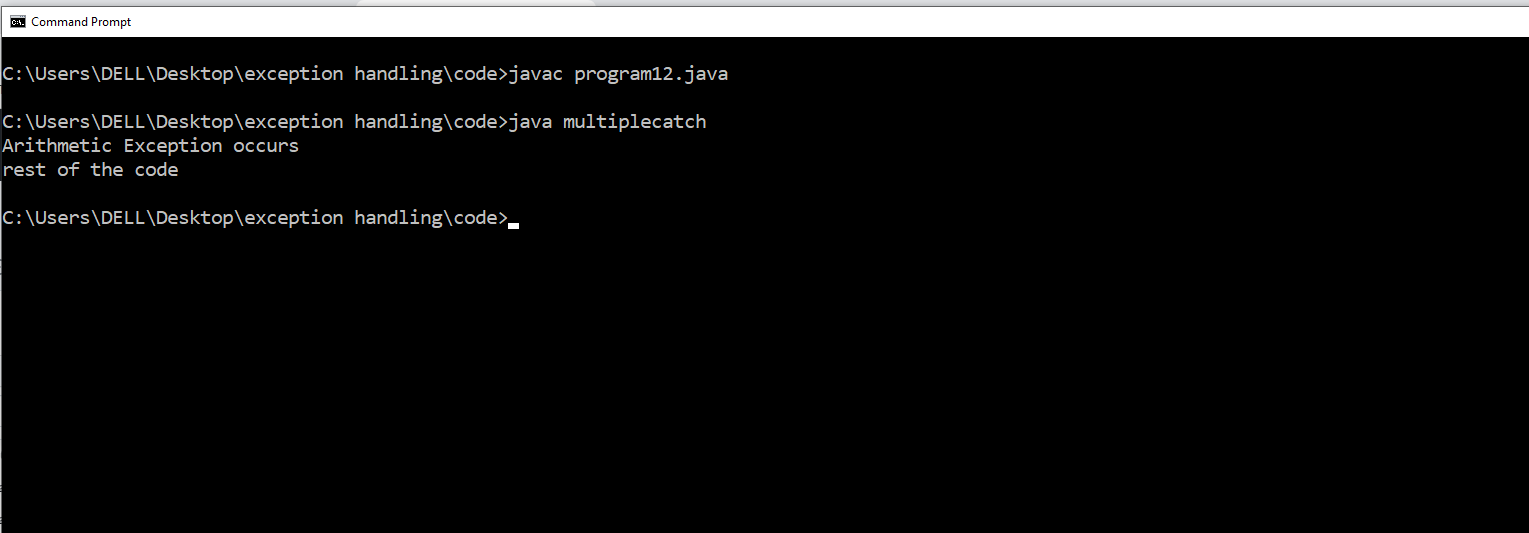 Command Prompt
C:\Users\DELL\Desktop\exception handling\code>javac program12.java
C:\Users\DELL\Desktop\exception handling\code>java multiplecatch
Arithmetic Exception occurs
rest of the code
C:\Users\DELL\Desktop\exception handling\code>